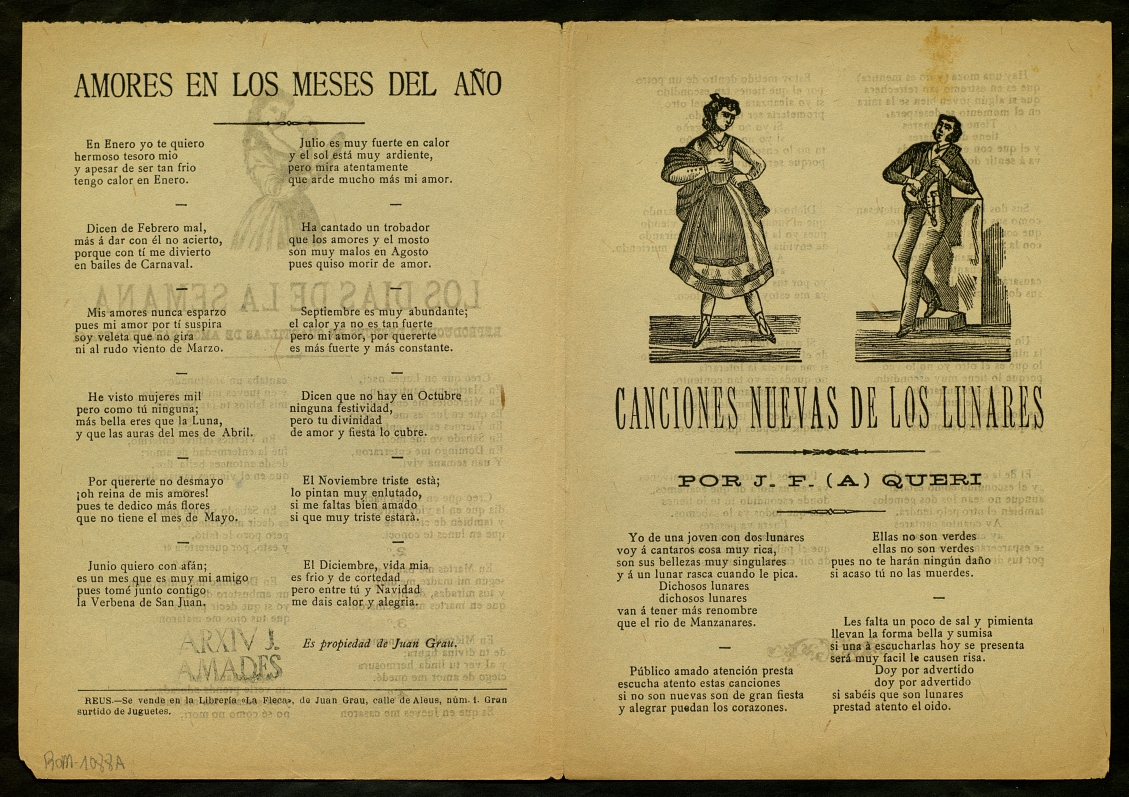 AMORES EN LOS MESES DEL AÑO
En Enero yo te quiero
hermoso tesoro mio
y apesar de ser tan frio
tengo calor en Enero.
—
Dicen de Febrero mal,
más á dar con él no acierto,
porque con tí me divierto
en bailes de Carnaval.
—
Mis amores nunca esparzo
pues mi amor por tí suspira
soy veleta que no gira
ni al rudo viento de Marzo.
—
He visto mujeres mil
pero como tú ninguna;
más bella eres que la Luna,
y que las auras del mes de Abril.
—
Por quererte no desmayo
¡oh reina de mis amores!
pues te dedico más flores
que no tiene el mes de Mayo.
—
Junio quiero con afán;
es un mes que es muy mi amigo
pues tomé junto contigo
la Verbena de San Juan.
Julio es muy fuerte en calor
y el sol está muy ardiente,
pero mira atentamente
que arde mucho más mi amor.
—
Ha cantado un trobador
que los amores y el mosto
son muy malos en Agosto
pues quiso morir de amor.
—
Septiembre es muy abundante;
el calor ya no es tan fuerte
pero mi amor, por quererte
es más fuerte y más constante.
—
Dicen que no hay en Octubre
ninguna festividad,
pero tu divinidad
de amor y fiesta lo cubre.
—
El Noviembre triste está;
lo pintan muy enlutado,
si me faltas bien amado
si que muy triste estará.
—
El Diciembre, vida mia
es frio y de cortedad
pero entre tú y Navidad
me dais calor y alegria.
Es propiedad de Juan Grau.
ARXIV J.
AMADES
REUS.—Se vende en la Librería «La Fleca», de Juan Grau, calle de Aleus, núm. 1. Gran
surtido de Juguetes.
ROM-1088A
CANCIONES NUEVAS DE LOS LUNARES
POR J. F. (A) QUERI
Yo de una joven con dos lunares
voy á cantaros cosa muy rica,
son sus bellezas muy singulares
y á un lunar rasca cuando le pica.
Dichosos lunares
dichosos lunares
van á tener más renombre
que el rio de Manzanares.
—
Público amado atención presta
escucha atento estas canciones
si no son nuevas son de gran fiesta
y alegrar puedan los corazones.
Ellas no son verdes
ellas no son verdes
pues no te harán ningún daño
si acaso tú no las muerdes.
—
Les falta un poco de sal y pimienta
llevan la forma bella y sumisa
si una à escucharlas hoy se presenta
será muy facil le causen risa.
Doy por advertido
doy por advertido
si sabéis que son lunares
prestad atento el oido.